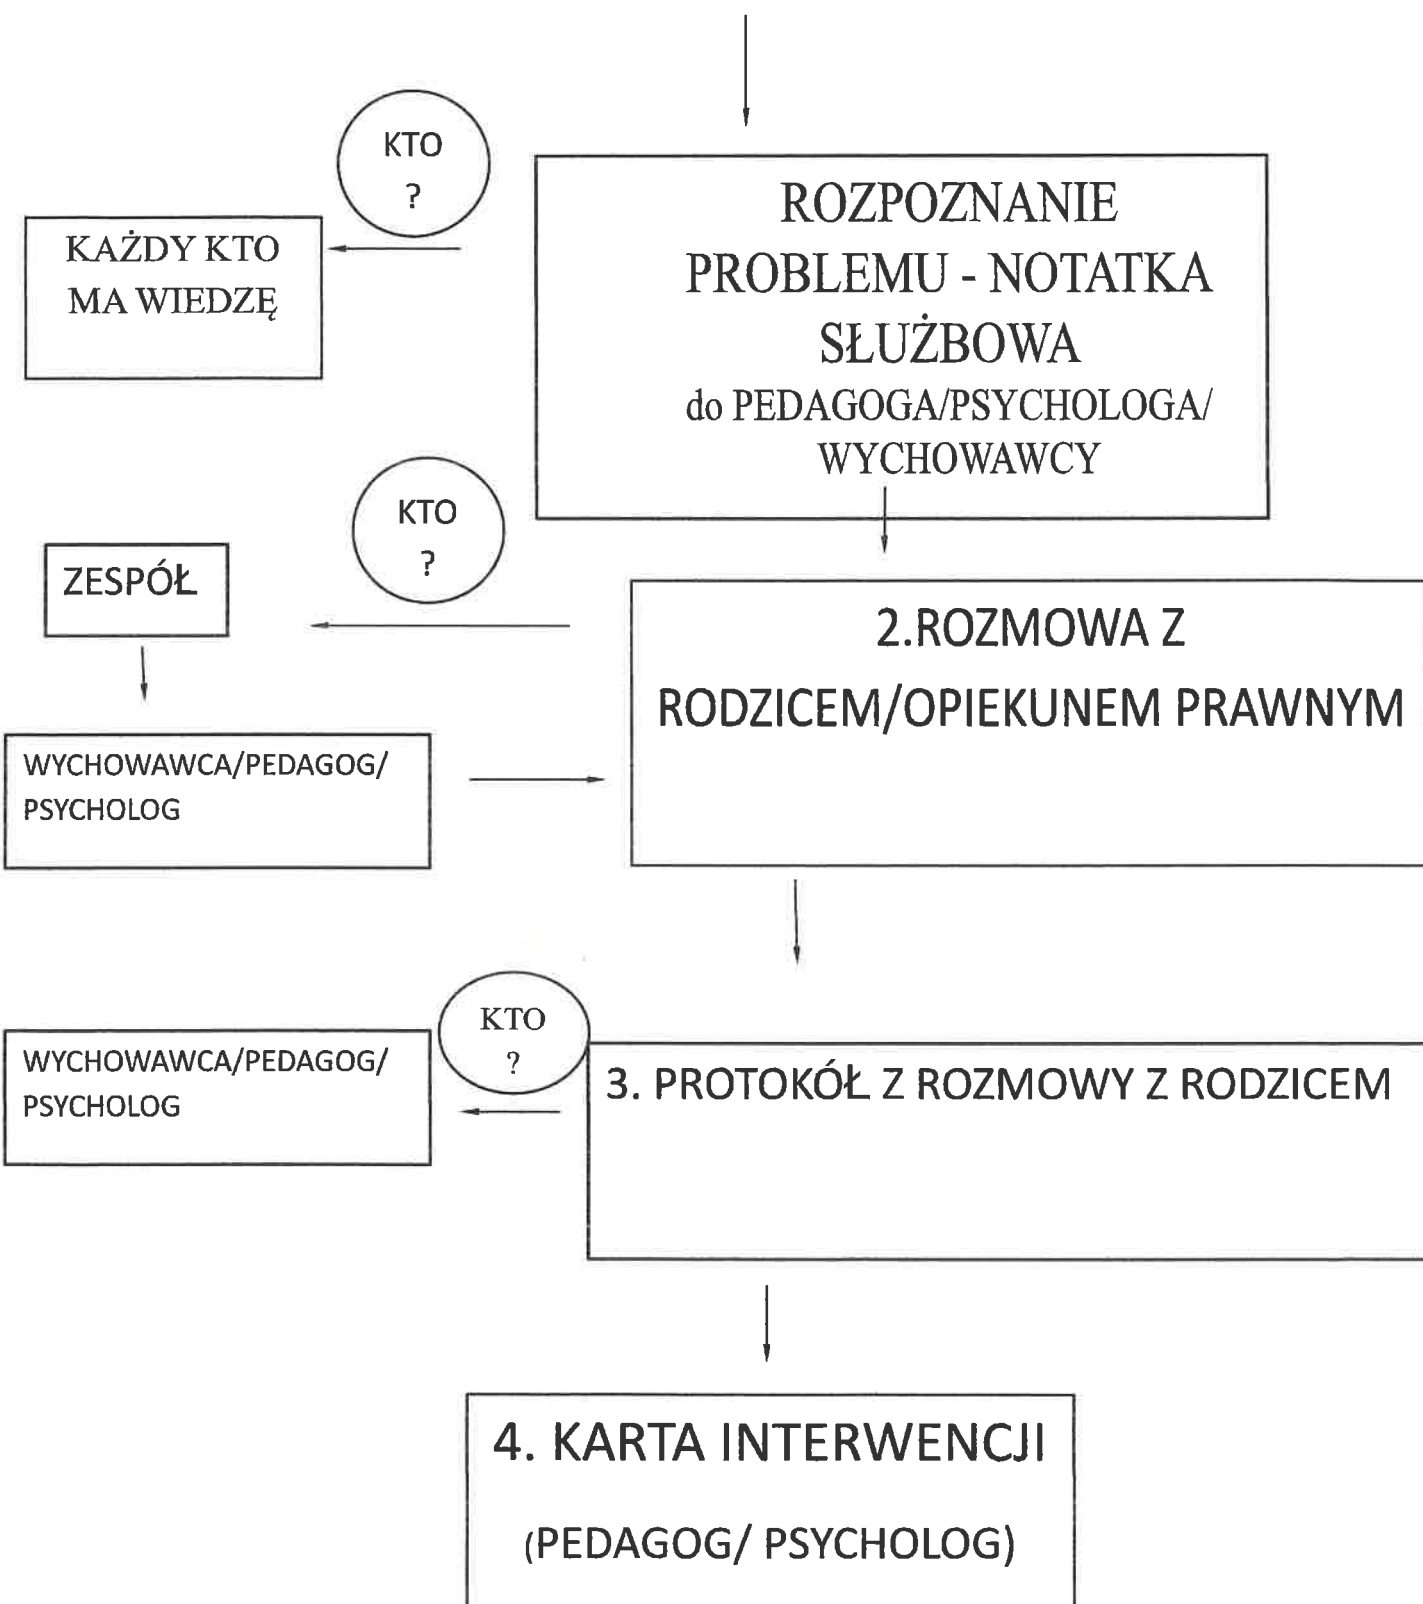 KTO
?
KAŻDY KTO
MA WIEDZĘ
ROZPOZNANIE
PROBLEMU - NOTATKA
SŁUŻBOWA
do PEDAGOGA/PSYCHOLOGA/
WYCHOWAWCY
KTO
?
ZESPÓŁ
2.ROZMOWA Z
RODZICEM/OPIEKUNEM PRAWNYM
WYCHOWAWCA/PEDAGOG/
PSYCHOLOG
KTO
?
WYCHOWAWCA/PEDAGOG/
PSYCHOLOG
3. PROTOKÓŁ Z ROZMOWY Z RODZICEM
4. KARTA INTERWENCJI
(PEDAGOG/ PSYCHOLOG)